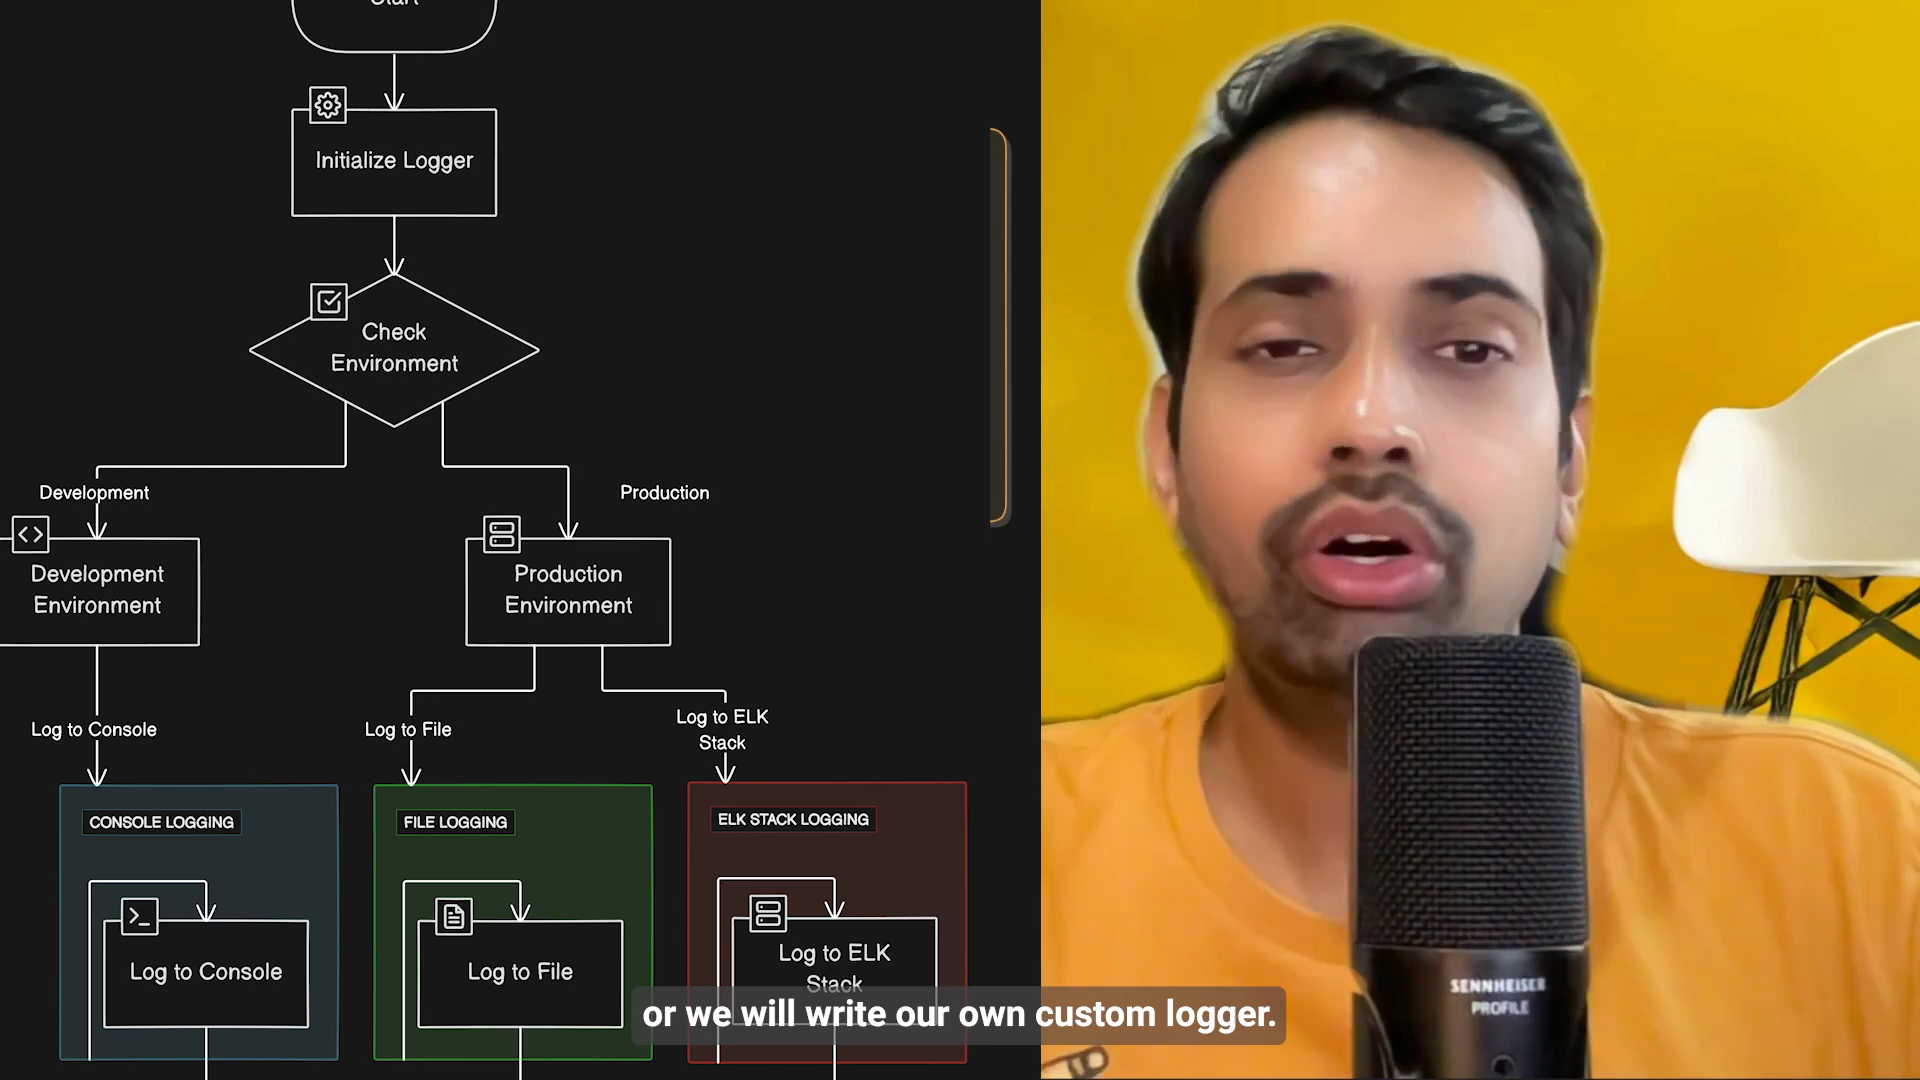 Start
Initialize Logger
Check
Environment
Development
Production
Development
Environment
Production
Environment
Log to Console
Log to File
Log to ELK
Stack
CONSOLE LOGGING
FILE LOGGING
ELK STACK LOGGING
Log to Console
Log to File
Log to ELK
Stack
or we will write our own custom logger.
SENNHEISER
PROFILE